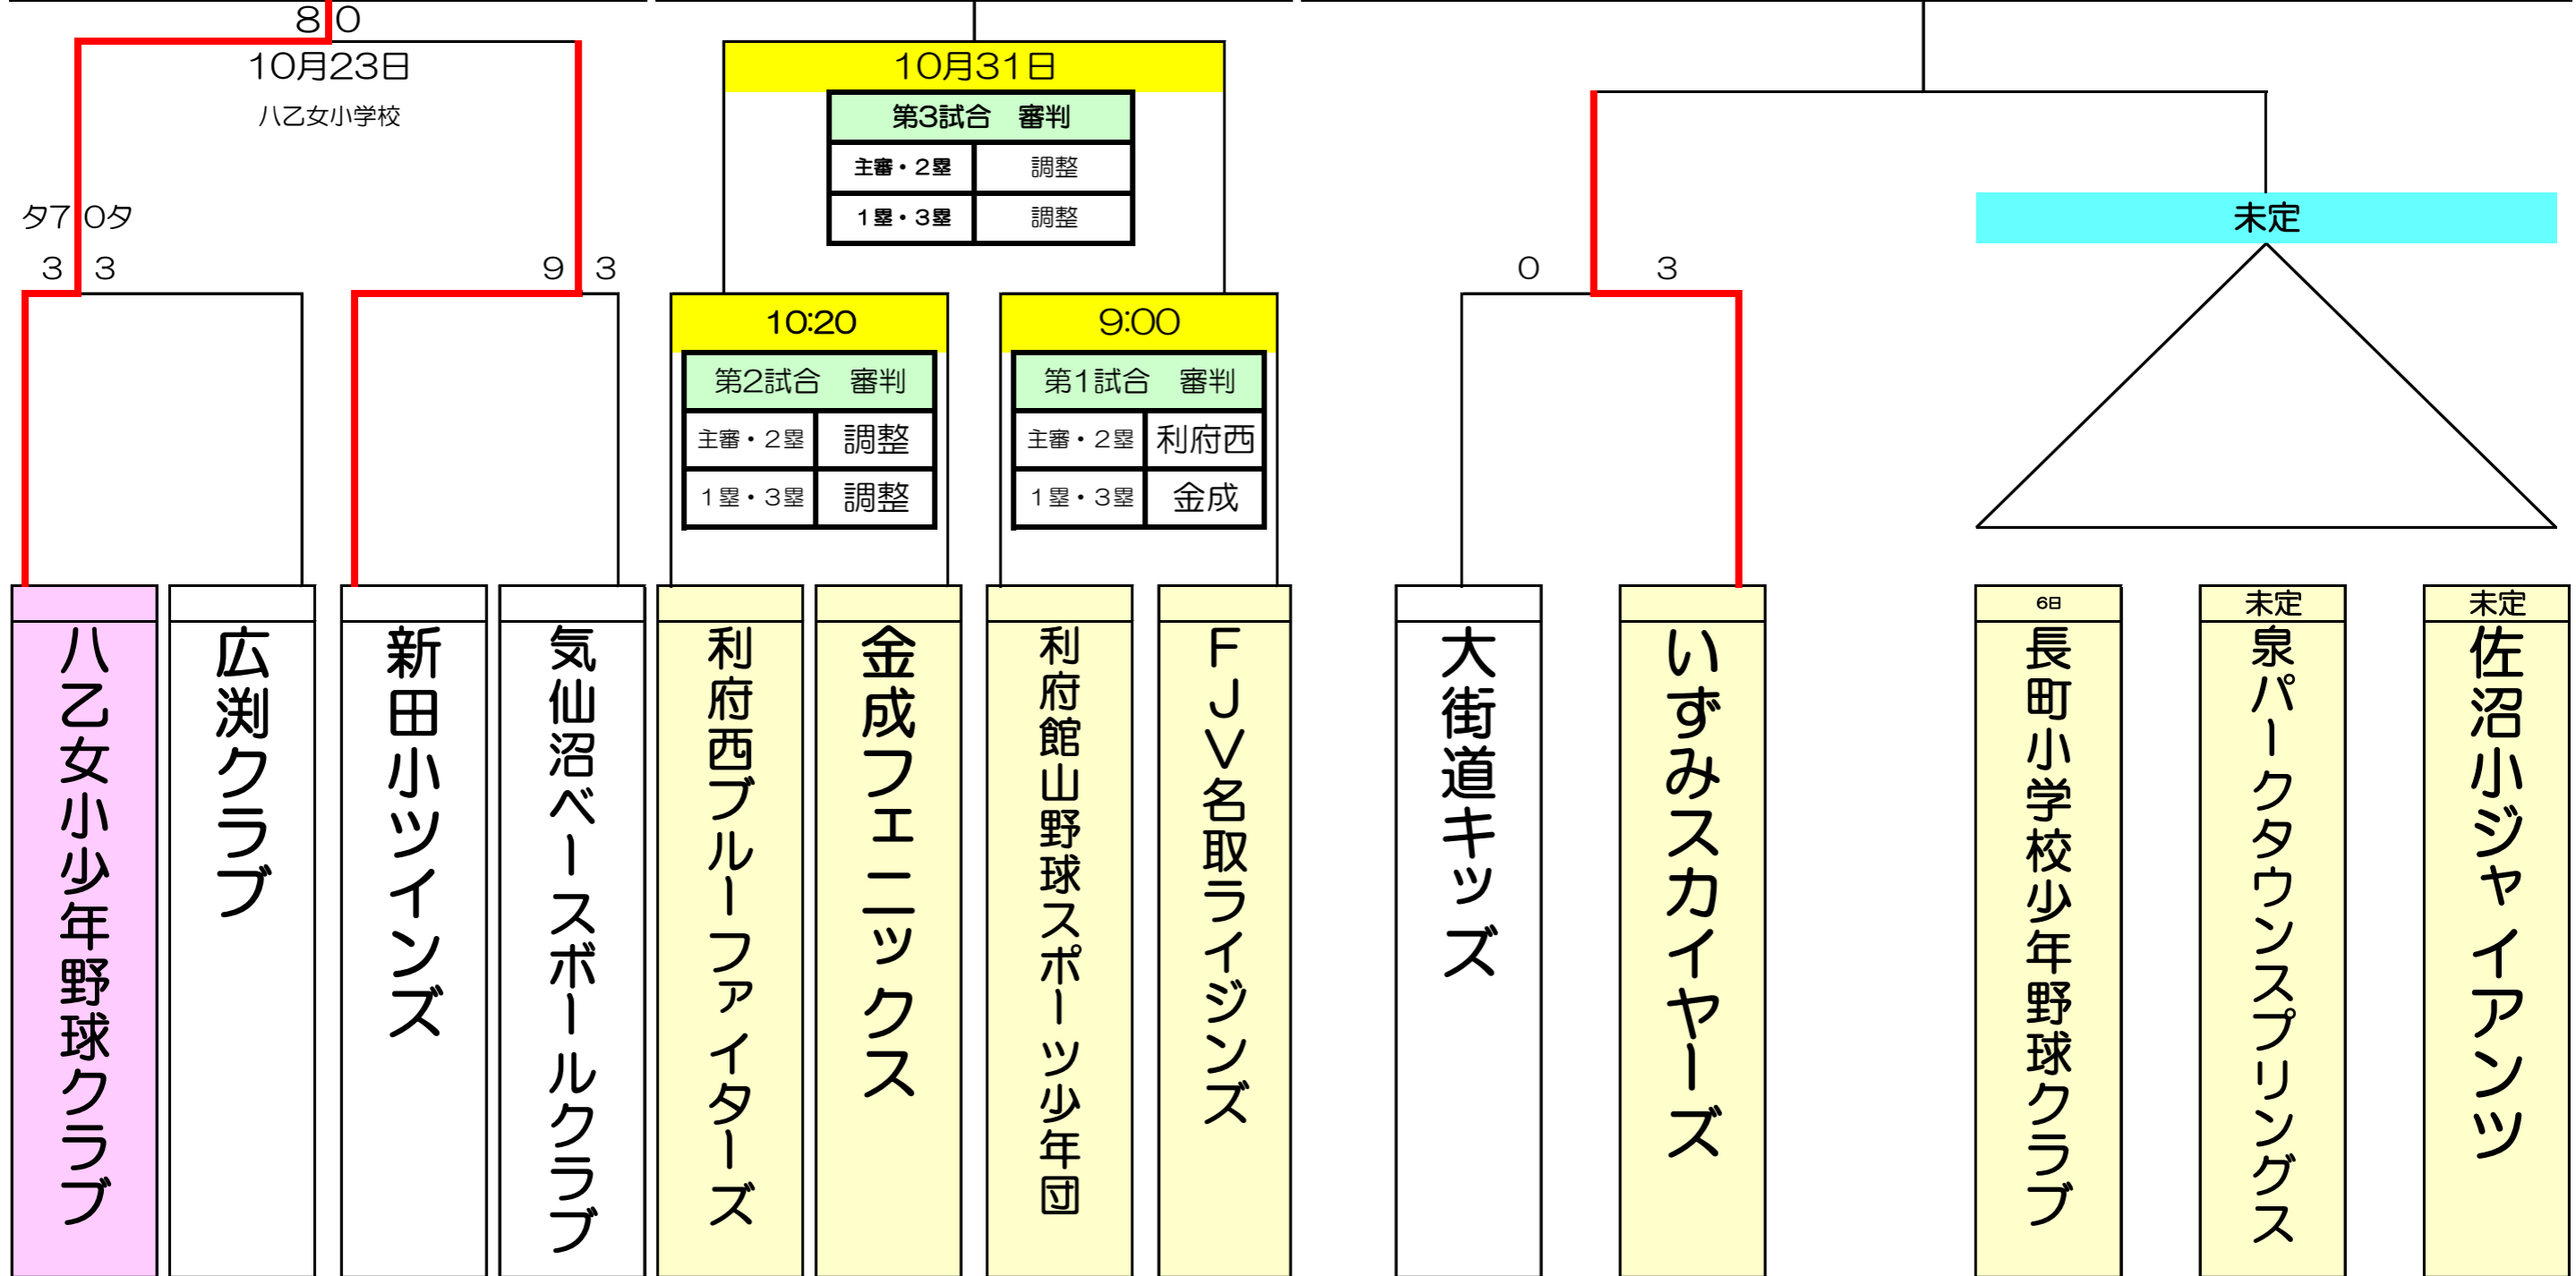 8 0
10月23日
八乙女小学校
タ7 0タ
3 3
9 3
10月31日
第3試合 審判
主審・2塁 調整
1塁・3塁 調整
10:20
第2試合 審判
主審・2塁 調整
1塁・3塁 調整
9:00
第1試合 審判
主審・2塁 利府西
1塁・3塁 金成
0 3
未定
八乙女小少年野球クラブ
広渕クラブ
新田小ツインズ
気仙沼ベースボールクラブ
利府西ブルーファイターズ
金成フェニックス
利府館山野球スポーツ少年団
FJV名取ライジンズ
大街道キッズ
いずみスカイヤーズ
6日
長町小学校少年野球クラブ
未定
泉パークタウンスプリングス
未定
佐沼小ジャイアンツ